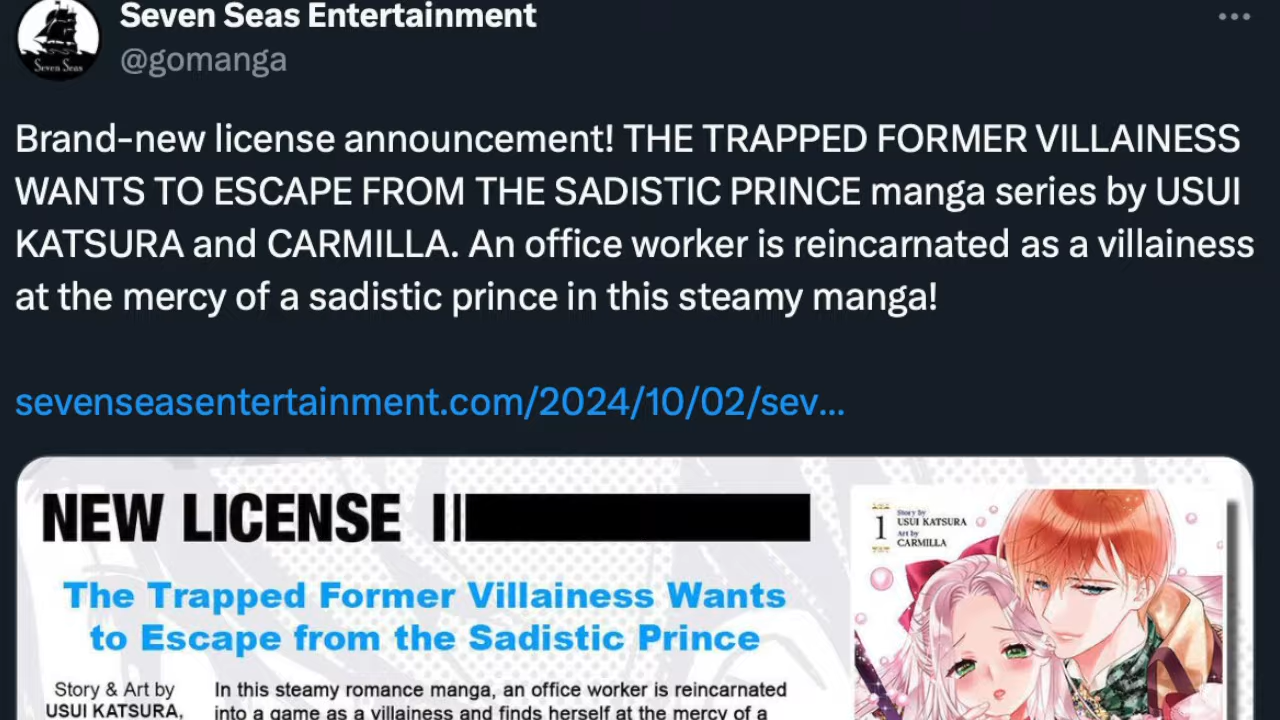 Seven Seas Entertainment
@gomanga
Seven Seas
Brand-new license announcement! THE TRAPPED FORMER VILLAINESS
WANTS TO ESCAPE FROM THE SADISTIC PRINCE manga series by USUI
KATSURA and CARMILLA. An office worker is reincarnated as a villainess
at the mercy of a sadistic prince in this steamy manga!
sevenseasentertainment.com/2024/10/02/sev...
NEW LICENSE
The Trapped Former Villainess Wants
to Escape from the Sadistic Prince
Story & Art by
USUI KATSURA,
In this steamy romance manga, an office worker is reincarnated
into a game as a villainess and finds herself at the mercy of a
1
Story by
USUI KATSURA
Art by
CARMILLA